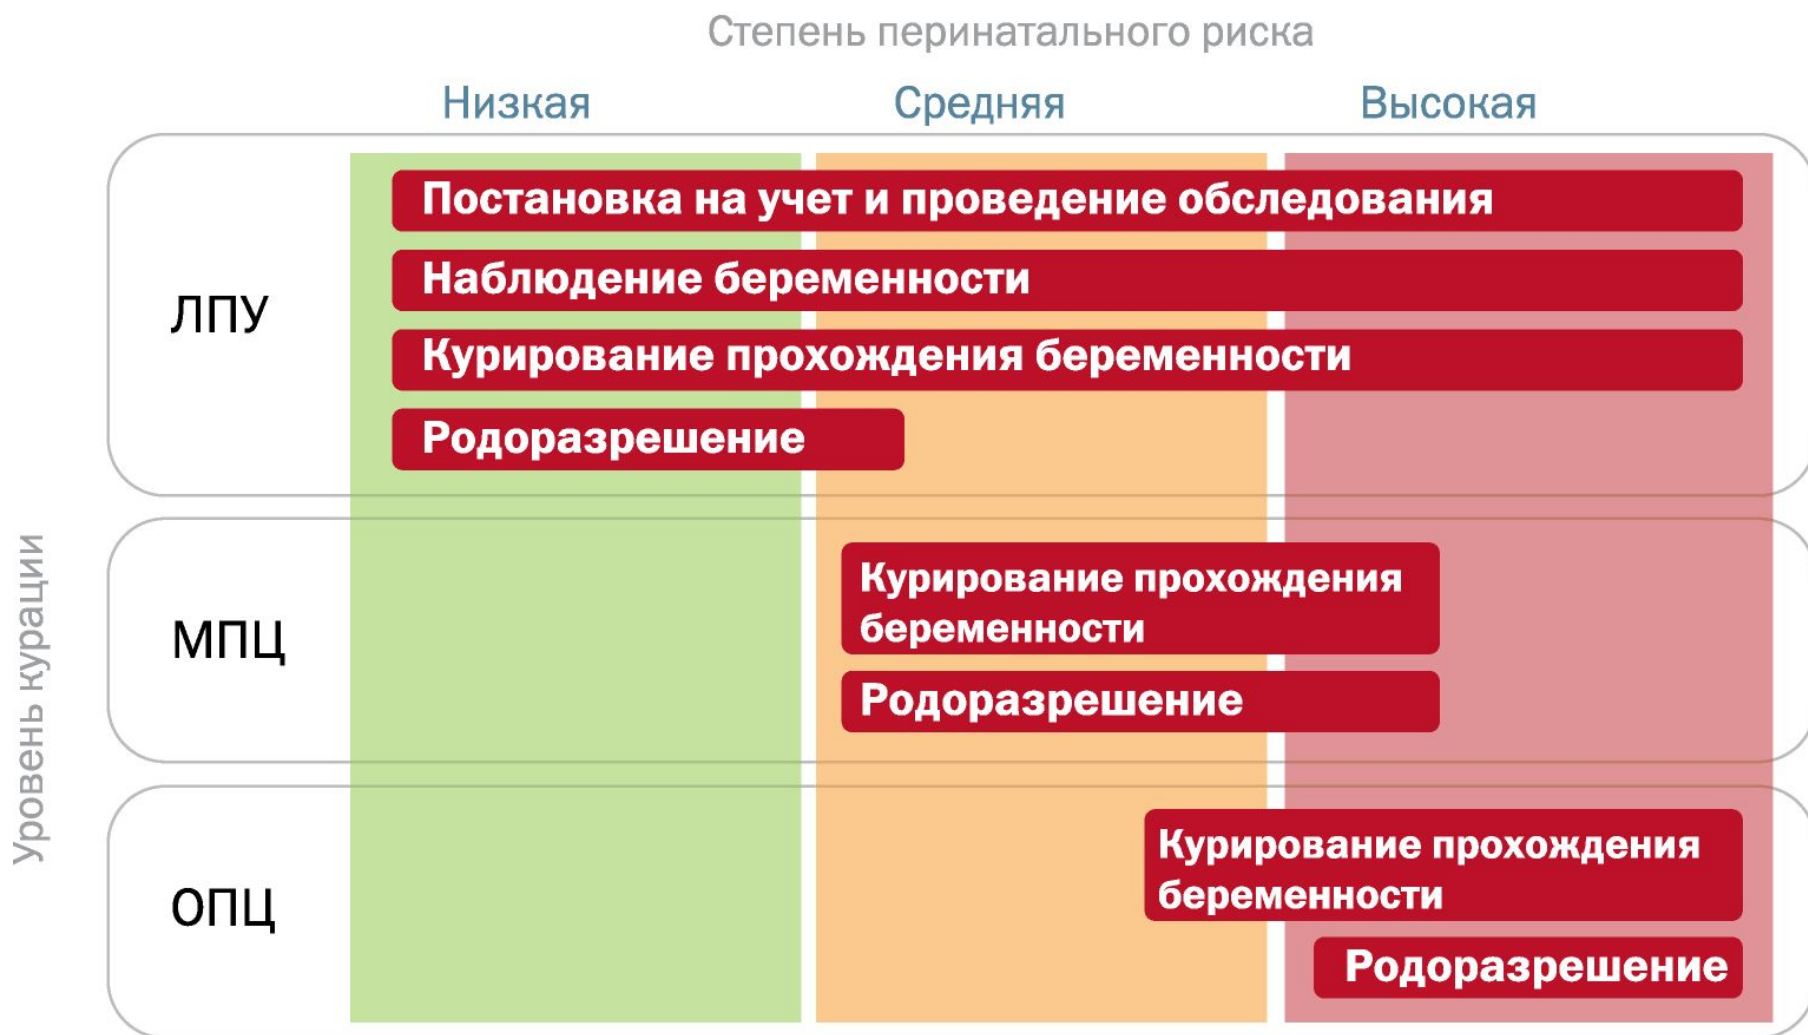 Степень перинатального риска
Низкая
Средняя
Высокая
Уровень курации
ЛПУ
Постановка на учет и проведение обследования
Наблюдение беременности
Курирование прохождения беременности
Родоразрешение
МПЦ
Курирование прохождения
беременности
Родоразрешение
ОПЦ
Курирование прохождения
беременности
Родоразрешение